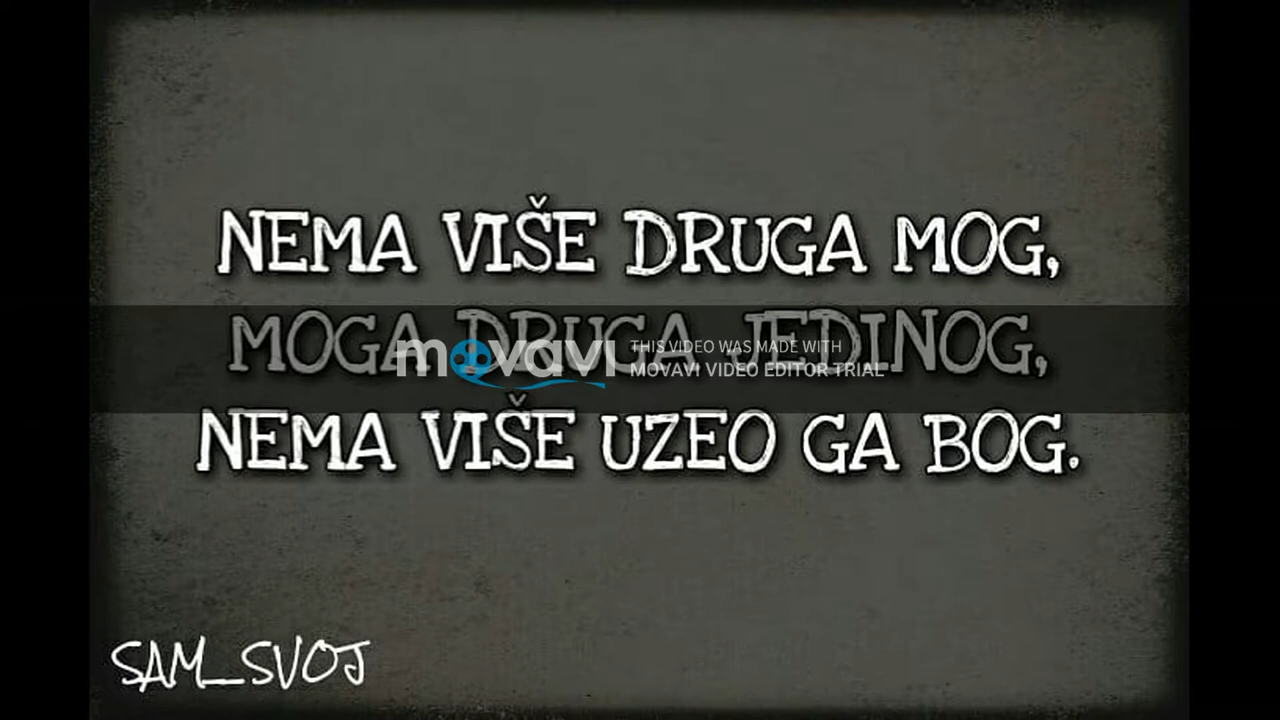 NEMA VIŠE DRUGA MOG,
MOGA DRUGA JEDINOG,
movavi
THIS VIDEO WAS MADE WITH
MOVAVI VIDEO EDITOR TRIAL
NEMA VIŠE UZEO GA BOG.
SAM_SVOJ